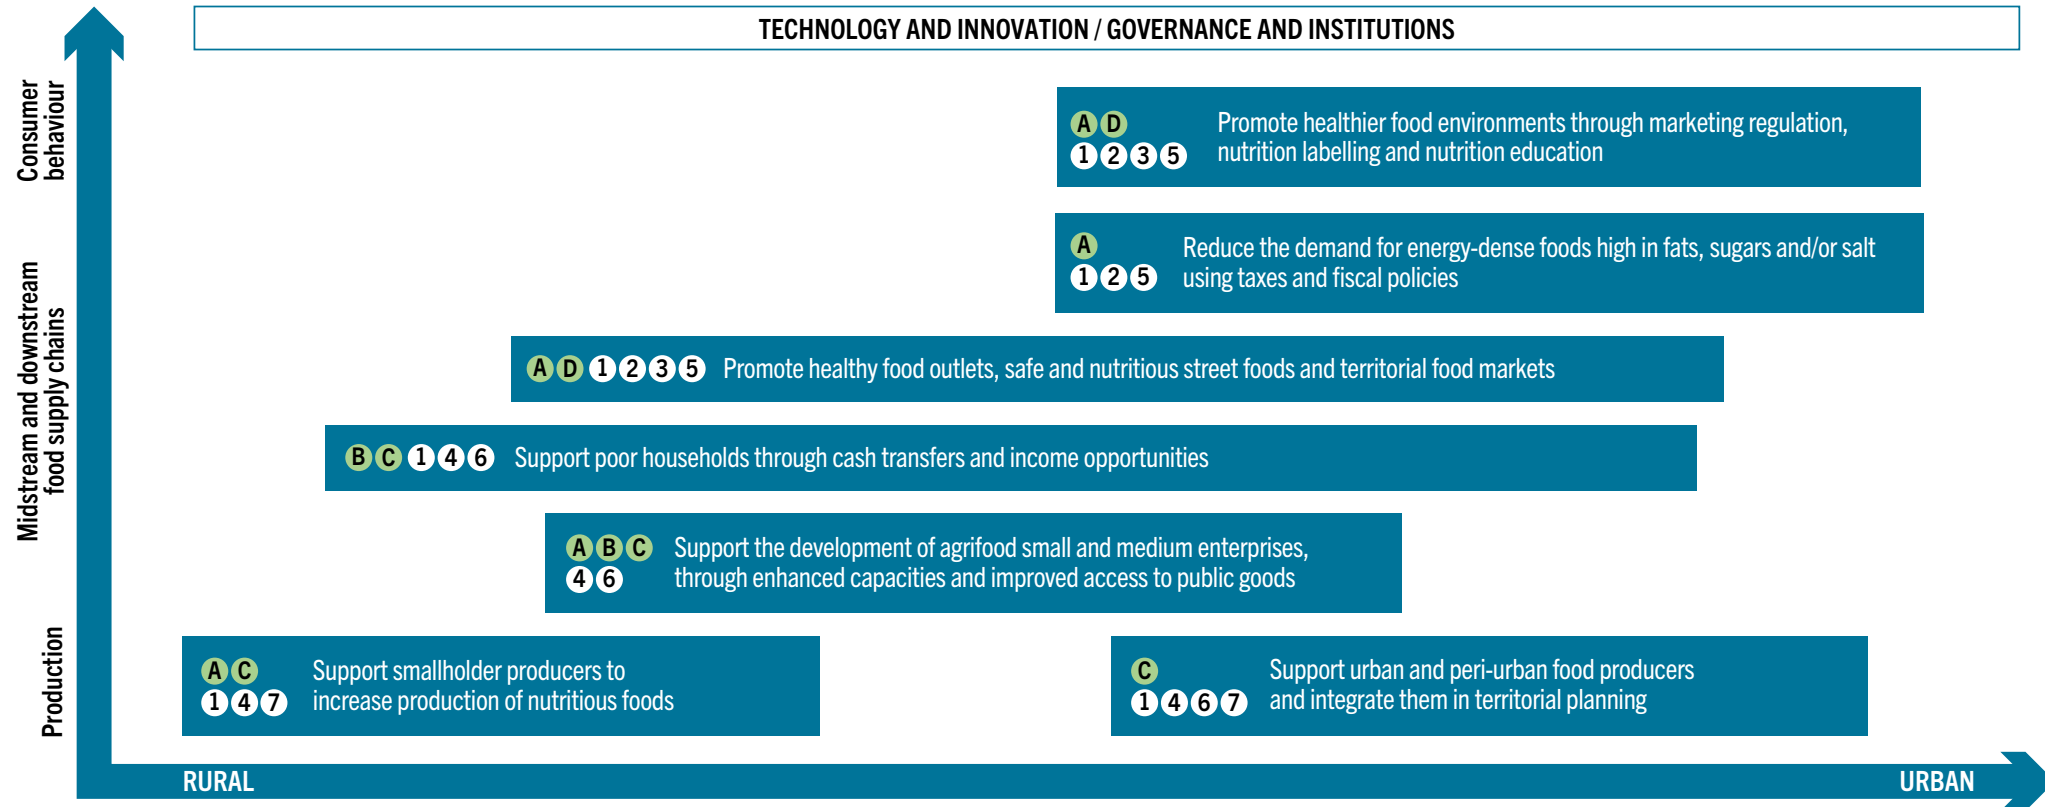 TECHNOLOGY AND INNOVATION / GOVERNANCE AND INSTITUTIONS
Consumer
behaviour
A D
Promote healthier food environments through marketing regulation,
1 2 3 5
nutrition labelling and nutrition education
A
Reduce the demand for energy-dense foods high in fats, sugars and/or salt
1 2 5
using taxes and fiscal policies
Midstream and downstream
food supply chains
A D 1 2 3 5 Promote healthy food outlets, safe and nutritious street foods and territorial food markets
B C 1 4 6 Support poor households through cash transfers and income opportunities
A B C
Support the development of agrifood small and medium enterprises,
4 6
through enhanced capacities and improved access to public goods
Production
A C
Support smallholder producers to
1 4 7
increase production of nutritious foods
C
Support urban and peri-urban food producers
1 4 6 7
and integrate them in territorial planning
RURAL
URBAN